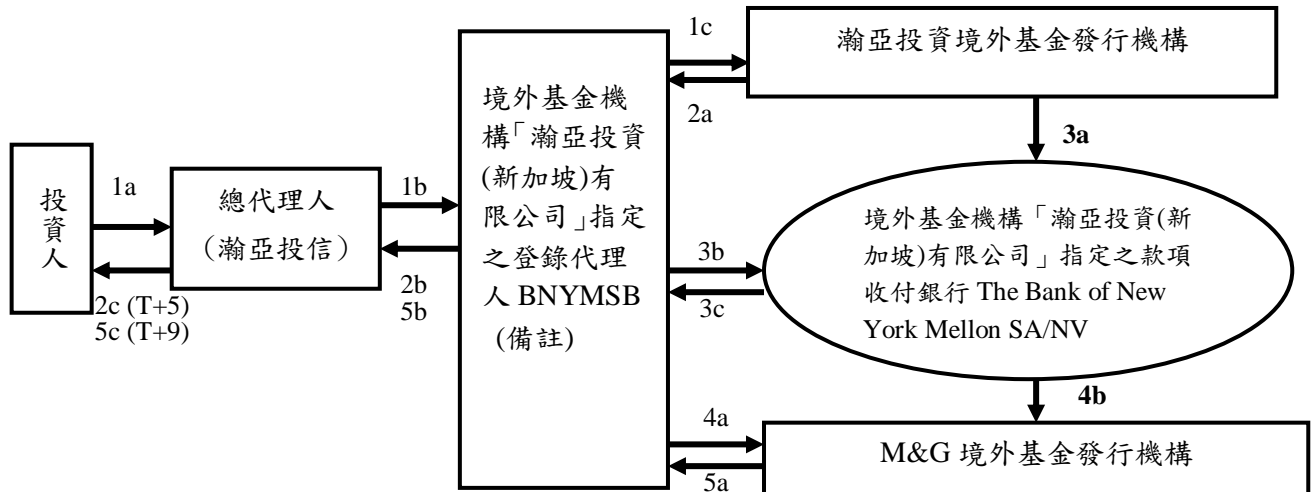 投
資
人
1a
2c (T+5)
5c (T+9)
總代理人
（瀚亞投信）
1b
2b
5b
境外基金機
構「瀚亞投資
(新加坡)有
限公司」指定
之登錄代理
人 BNYMSB
(備註)
1c
2a
瀚亞投資境外基金發行機構
3a
3b
3c
境外基金機構「瀚亞投資(新
加坡)有限公司」指定之款項
收付銀行 The Bank of New
York Mellon SA/NV
4b
4a
5a
M&G 境外基金發行機構